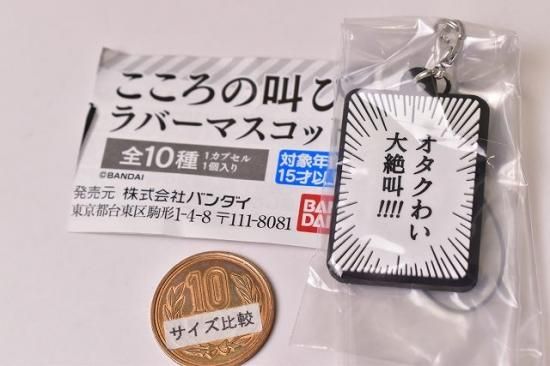 こころの叫び
ラバーマスコッ
全10種 1カプセル
1個入り
対象年
15才以
©BANDAI
発売元 株式会社バンダイ
東京都台東区駒形1-4-8 〒111-8081
BAN
DAI
オタクわい
大絶叫!!!!
10
サイズ比較